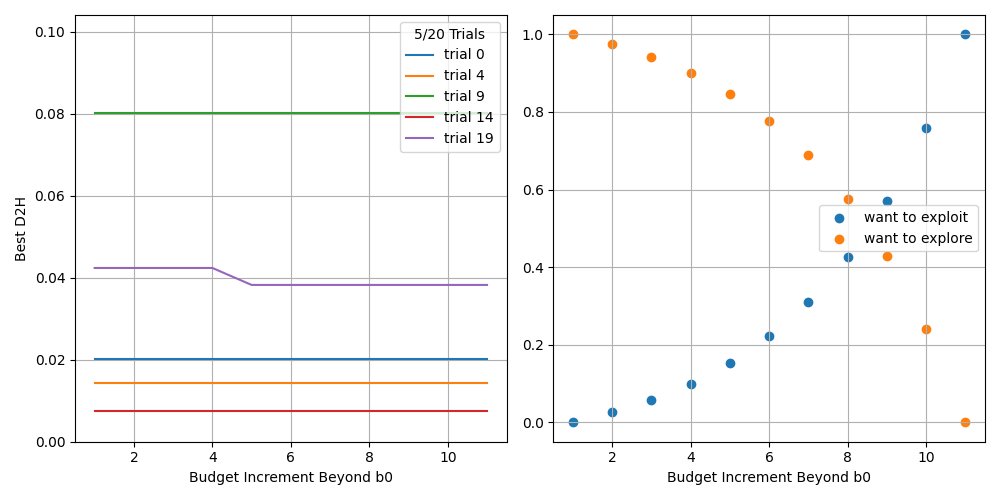 0.10
0.08
0.06
0.04
0.02
0.00
Best D2H
2 4 6 8 10
Budget Increment Beyond b0
5/20 Trials
trial 0
trial 4
trial 9
trial 14
trial 19
1.0
0.8
0.6
0.4
0.2
0.0
2 4 6 8 10
Budget Increment Beyond b0
want to exploit
want to explore